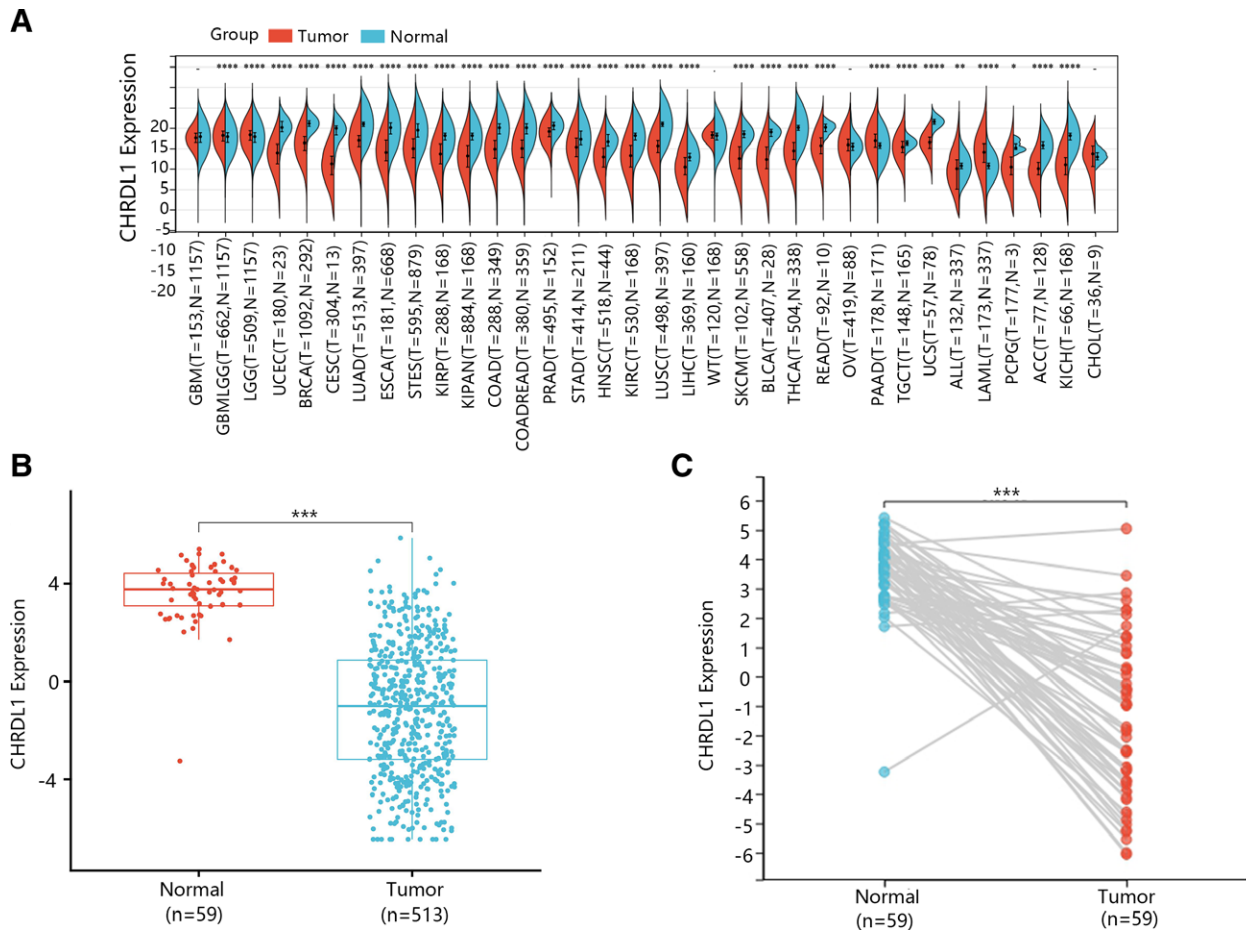 A
Group Tumor Normal
- **** **** **** **** **** **** **** **** **** **** **** **** **** **** **** **** **** **** - **** **** **** **** - **** **** **** ** **** * **** **** -
CHRDL1 Expression
20
15
10
5
0
-5
-10
-15
-20
GBM(T=153,N=1157)
GBMLGG(T=662,N=1157)
LGG(T=509,N=1157)
UCEC(T=180,N=23)
BRCA(T=1092,N=292)
CESC(T=304,N=13)
LUAD(T=513,N=397)
ESCA(T=181,N=668)
STES(T=595,N=879)
KIRP(T=288,N=168)
KIPAN(T=884,N=168)
COAD(T=288,N=349)
COADREAD(T=380,N=359)
PRAD(T=495,N=152)
STAD(T=414,N=211)
HNSC(T=518,N=44)
KIRC(T=530,N=168)
LUSC(T=498,N=397)
LIHC(T=369,N=160)
WT(T=120,N=168)
SKCM(T=102,N=558)
BLCA(T=407,N=28)
THCA(T=504,N=338)
READ(T=92,N=10)
OV(T=419,N=88)
PAAD(T=178,N=171)
TGCT(T=148,N=165)
UCS(T=57,N=78)
ALL(T=132,N=337)
LAML(T=173,N=337)
PCPG(T=177,N=3)
ACC(T=77,N=128)
KICH(T=66,N=168)
CHOL(T=36,N=9)
B
***
CHRDL1 Expression
4
0
-4
Normal
(n=59)
Tumor
(n=513)
C
***
CHRDL1 Expression
6
5
4
3
2
1
0
-1
-2
-3
-4
-5
-6
Normal
(n=59)
Tumor
(n=59)